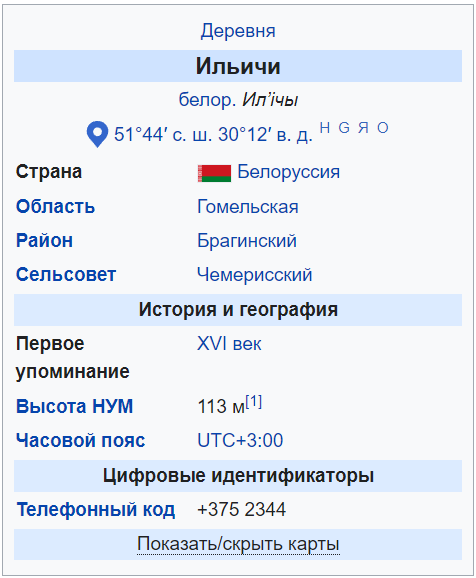 Деревня
Ильичи
белор. Ил’ічы
51°44′ с. ш. 30°12′ в. д. H G Я O
Страна Белоруссия
Область Гомельская
Район Брагинский
Сельсовет Чемерисский
История и география
Первое упоминание XVI век
Высота НУМ 113 м[1]
Часовой пояс UTC+3:00
Цифровые идентификаторы
Телефонный код +375 2344
Показать/скрыть карты